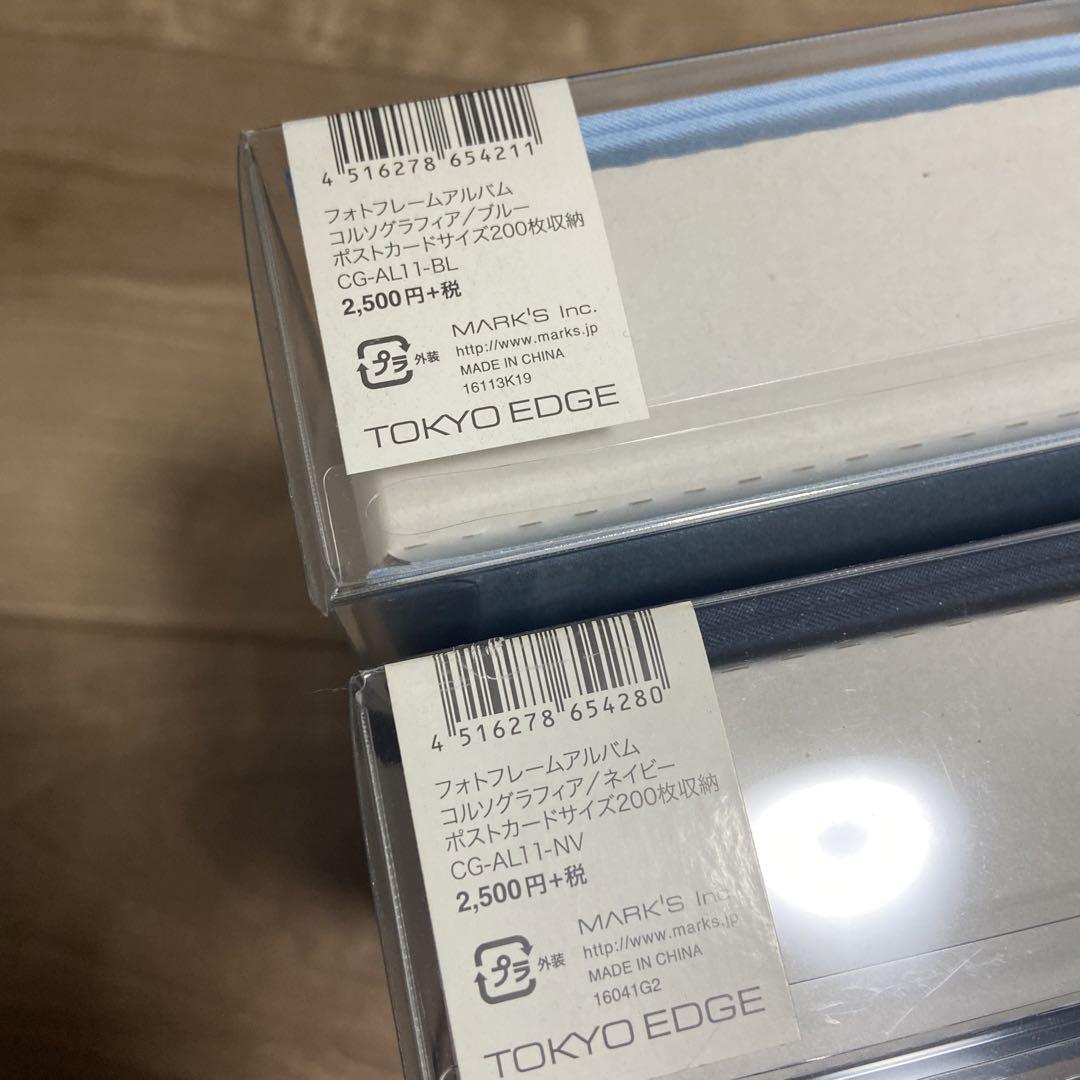 4 516278 654211
フォトフレームアルバム
コルソグラフィア/ブルー
ポストカードサイズ200枚収納
CG-AL11-BL
2,500円+税
プラ 外装
MARK'S Inc.
http://www.marks.jp
MADE IN CHINA
16113K19
TOKYO EDGE
4 516278 654280
フォトフレームアルバム
コルソグラフィア/ネイビー
ポストカードサイズ200枚収納
CG-AL11-NV
2,500円+税
プラ 外装
MARK'S Inc.
http://www.marks.jp
MADE IN CHINA
16041G2
TOKYO EDGE